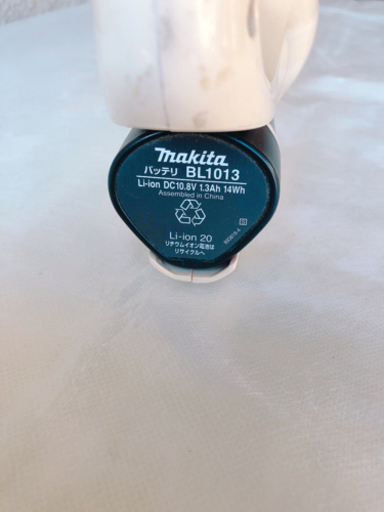 makita
バッテリ BL1013
Li-ion DC10.8V 1.3Ah 14Wh
Assembled in China
Li-ion 20
リチウムイオン電池は
リサイクルへ